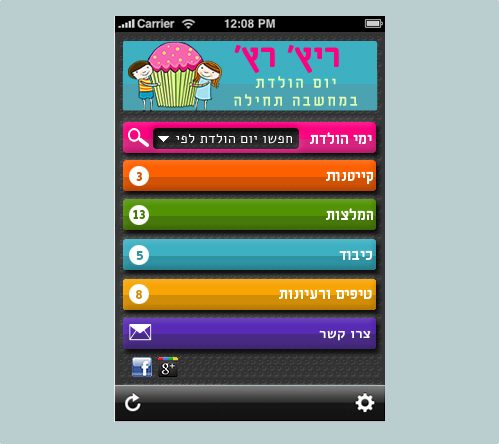 Carrier 12:08 PM
ריץ' רץ'
יום הולדת
במחשבה תחילה
ימי הולדת חפשו יום הולדת לפי
קייטנות 3
המלצות 13
כיבוד 5
טיפים ורעיונות 8
צרו קשר
f g+